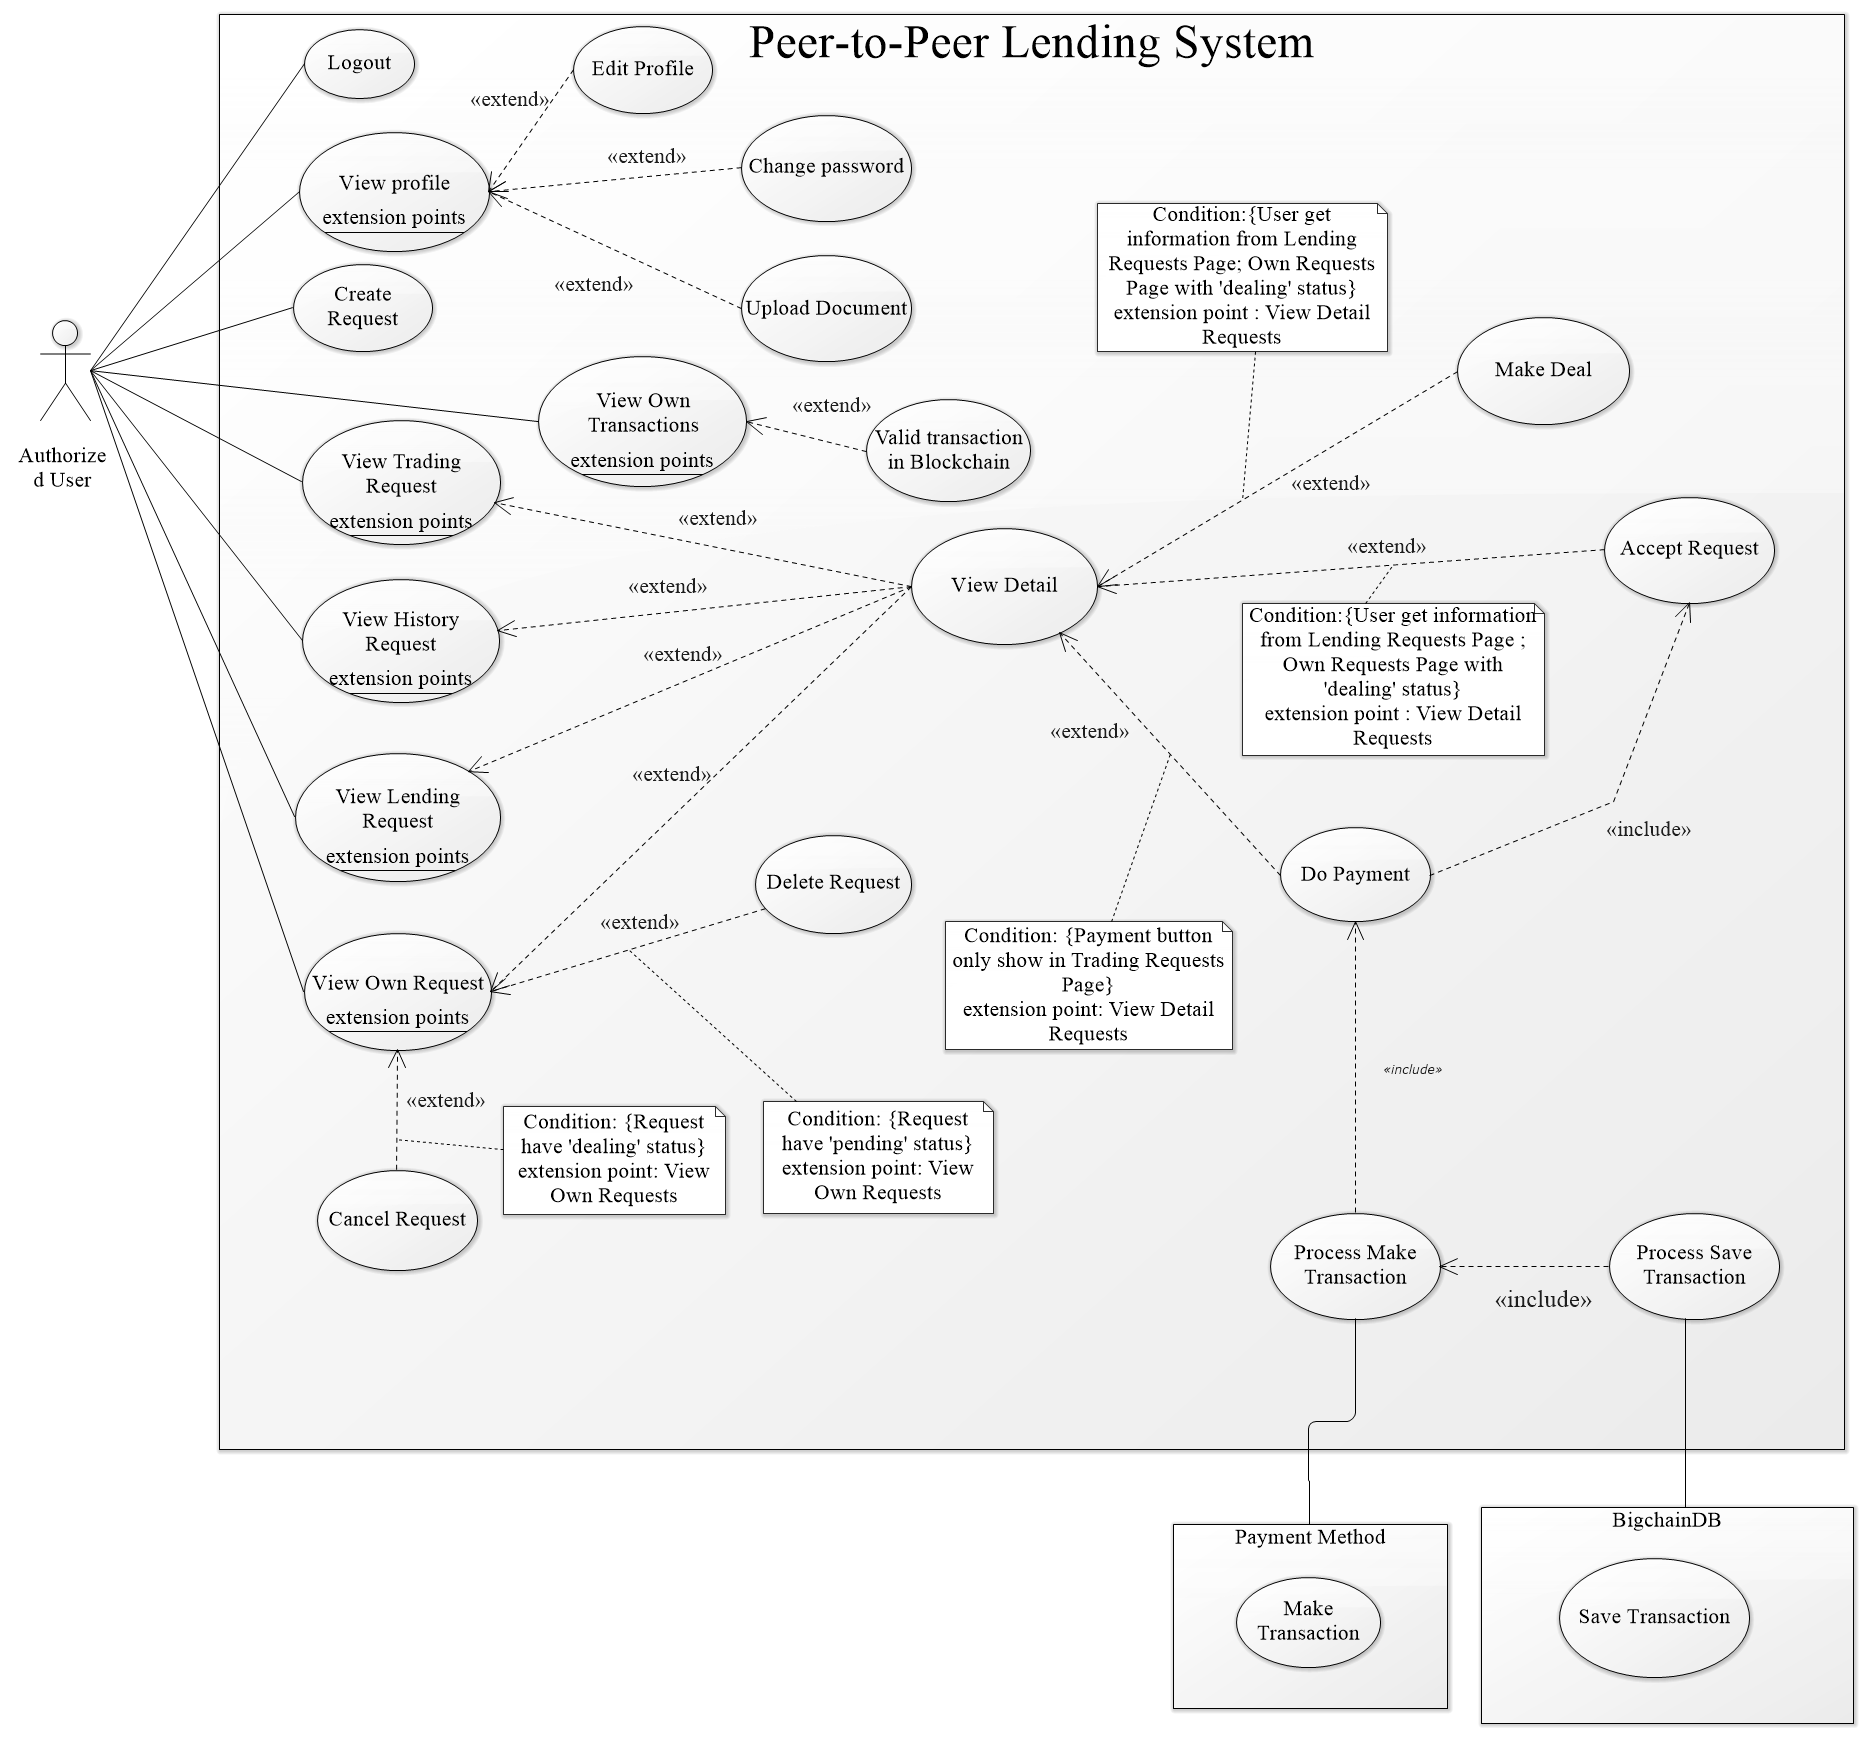 Peer-to-Peer Lending System
Logout
Edit Profile
«extend»
Change password
«extend»
View profile
extension points
Upload Document
«extend»
Create
Request
Condition:{User get
information from Lending
Requests Page; Own Requests
Page with 'dealing' status}
extension point : View Detail
Requests
Make Deal
«extend»
Authorize
d User
View Own
Transactions
extension points
«extend»
Valid transaction
in Blockchain
View Trading
Request
extension points
«extend»
View Detail
«extend»
Accept Request
View History
Request
extension points
«extend»
Condition:{User get information
from Lending Requests Page ;
Own Requests Page with
'dealing' status}
extension point : View Detail
Requests
«extend»
«extend»
View Lending
Request
extension points
«extend»
«include»
Do Payment
Delete Request
«extend»
Condition: {Payment button
only show in Trading Requests
Page}
extension point: View Detail
Requests
View Own Request
extension points
«include»
«extend»
Condition: {Request
have 'dealing' status}
extension point: View
Own Requests
Condition: {Request
have 'pending' status}
extension point: View
Own Requests
Cancel Request
Process Make
Transaction
«include»
Process Save
Transaction
Payment Method
Make
Transaction
BigchainDB
Save Transaction